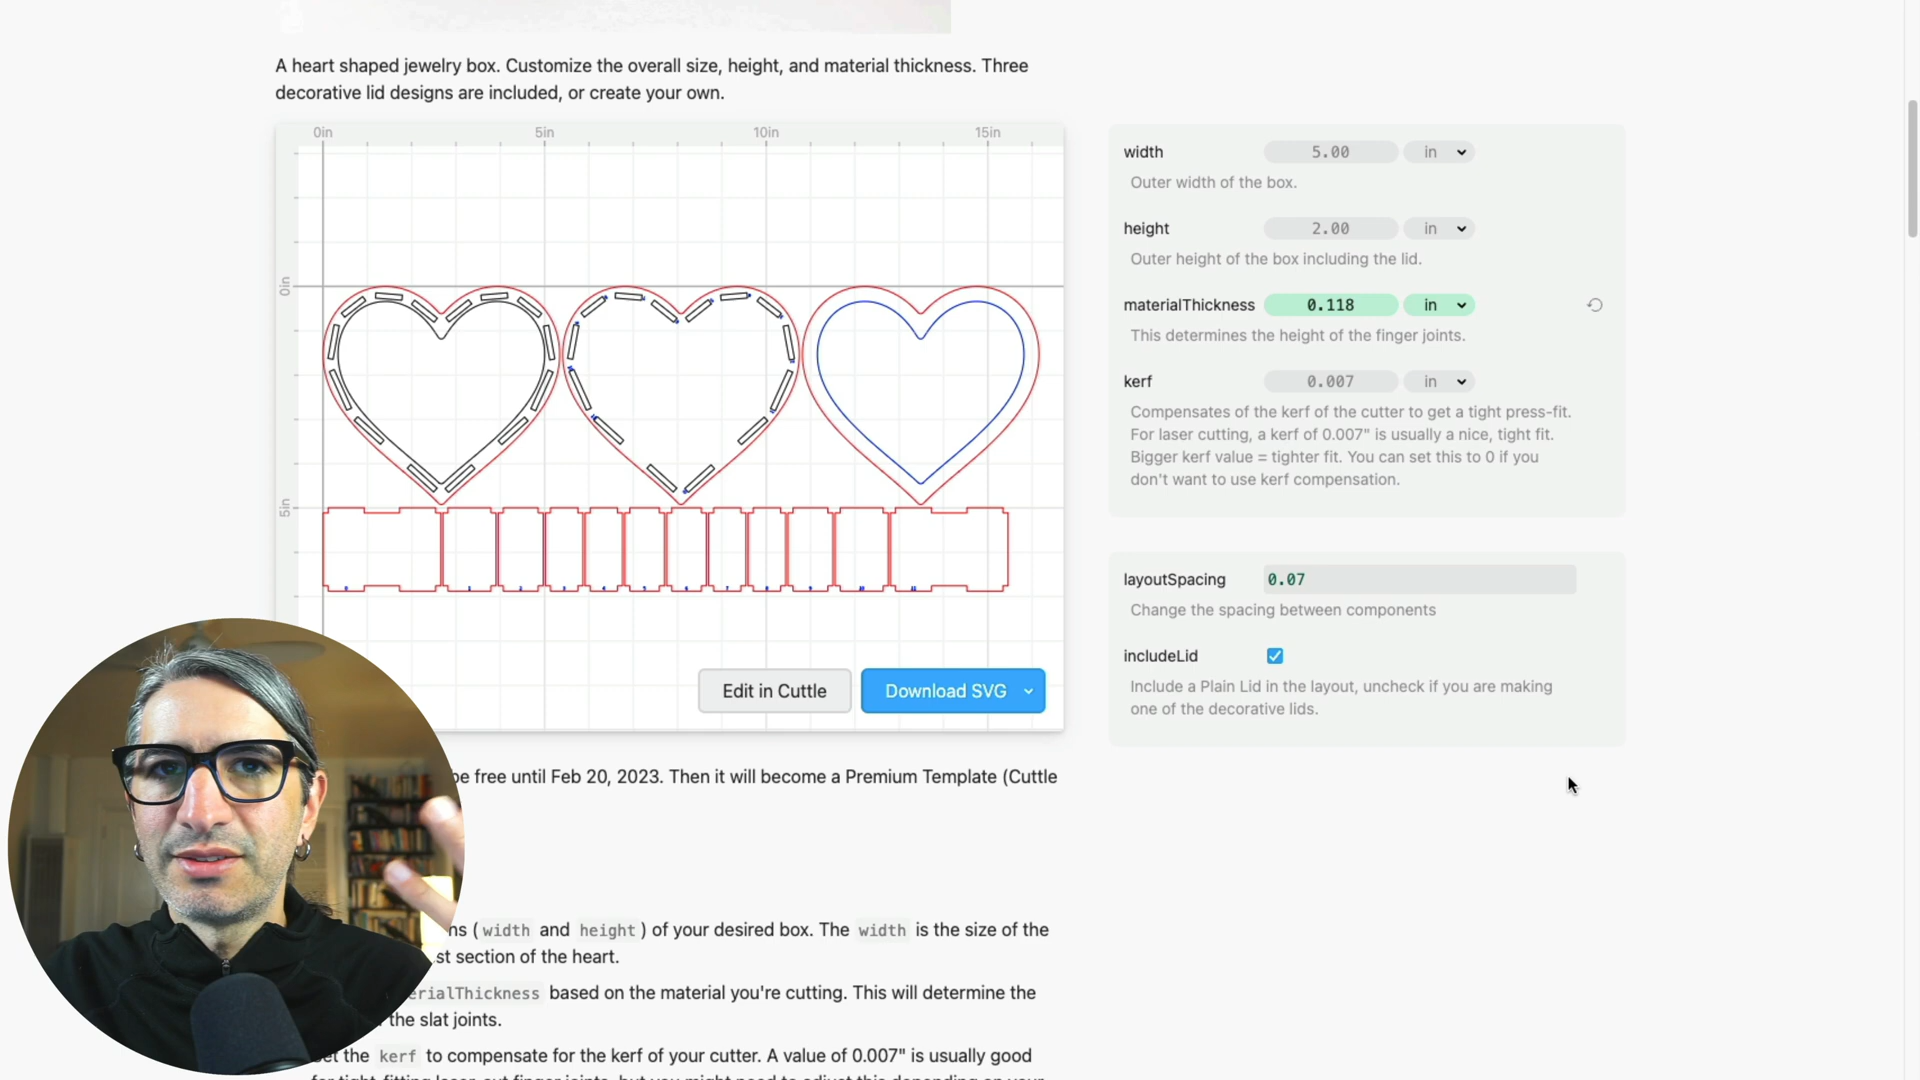 A heart shaped jewelry box. Customize the overall size, height, and material thickness. Three
decorative lid designs are included, or create your own.
0in 5in 10in 15in
0in
5in
Edit in Cuttle
Download SVG
width 5.00 in
Outer width of the box.
height 2.00 in
Outer height of the box including the lid.
materialThickness 0.118 in
This determines the height of the finger joints.
kerf 0.007 in
Compensates of the kerf of the cutter to get a tight press-fit.
For laser cutting, a kerf of 0.007" is usually a nice, tight fit.
Bigger kerf value = tighter fit. You can set this to 0 if you
don't want to use kerf compensation.
layoutSpacing 0.07
Change the spacing between components
includeLid
Include a Plain Lid in the layout, uncheck if you are making
one of the decorative lids.
be free until Feb 20, 2023. Then it will become a Premium Template (Cuttle
( width and height ) of your desired box. The width is the size of the
section of the heart.
based on the material you're cutting. This will determine the
the slat joints.
the kerf to compensate for the kerf of your cutter. A value of 0.007" is usually good